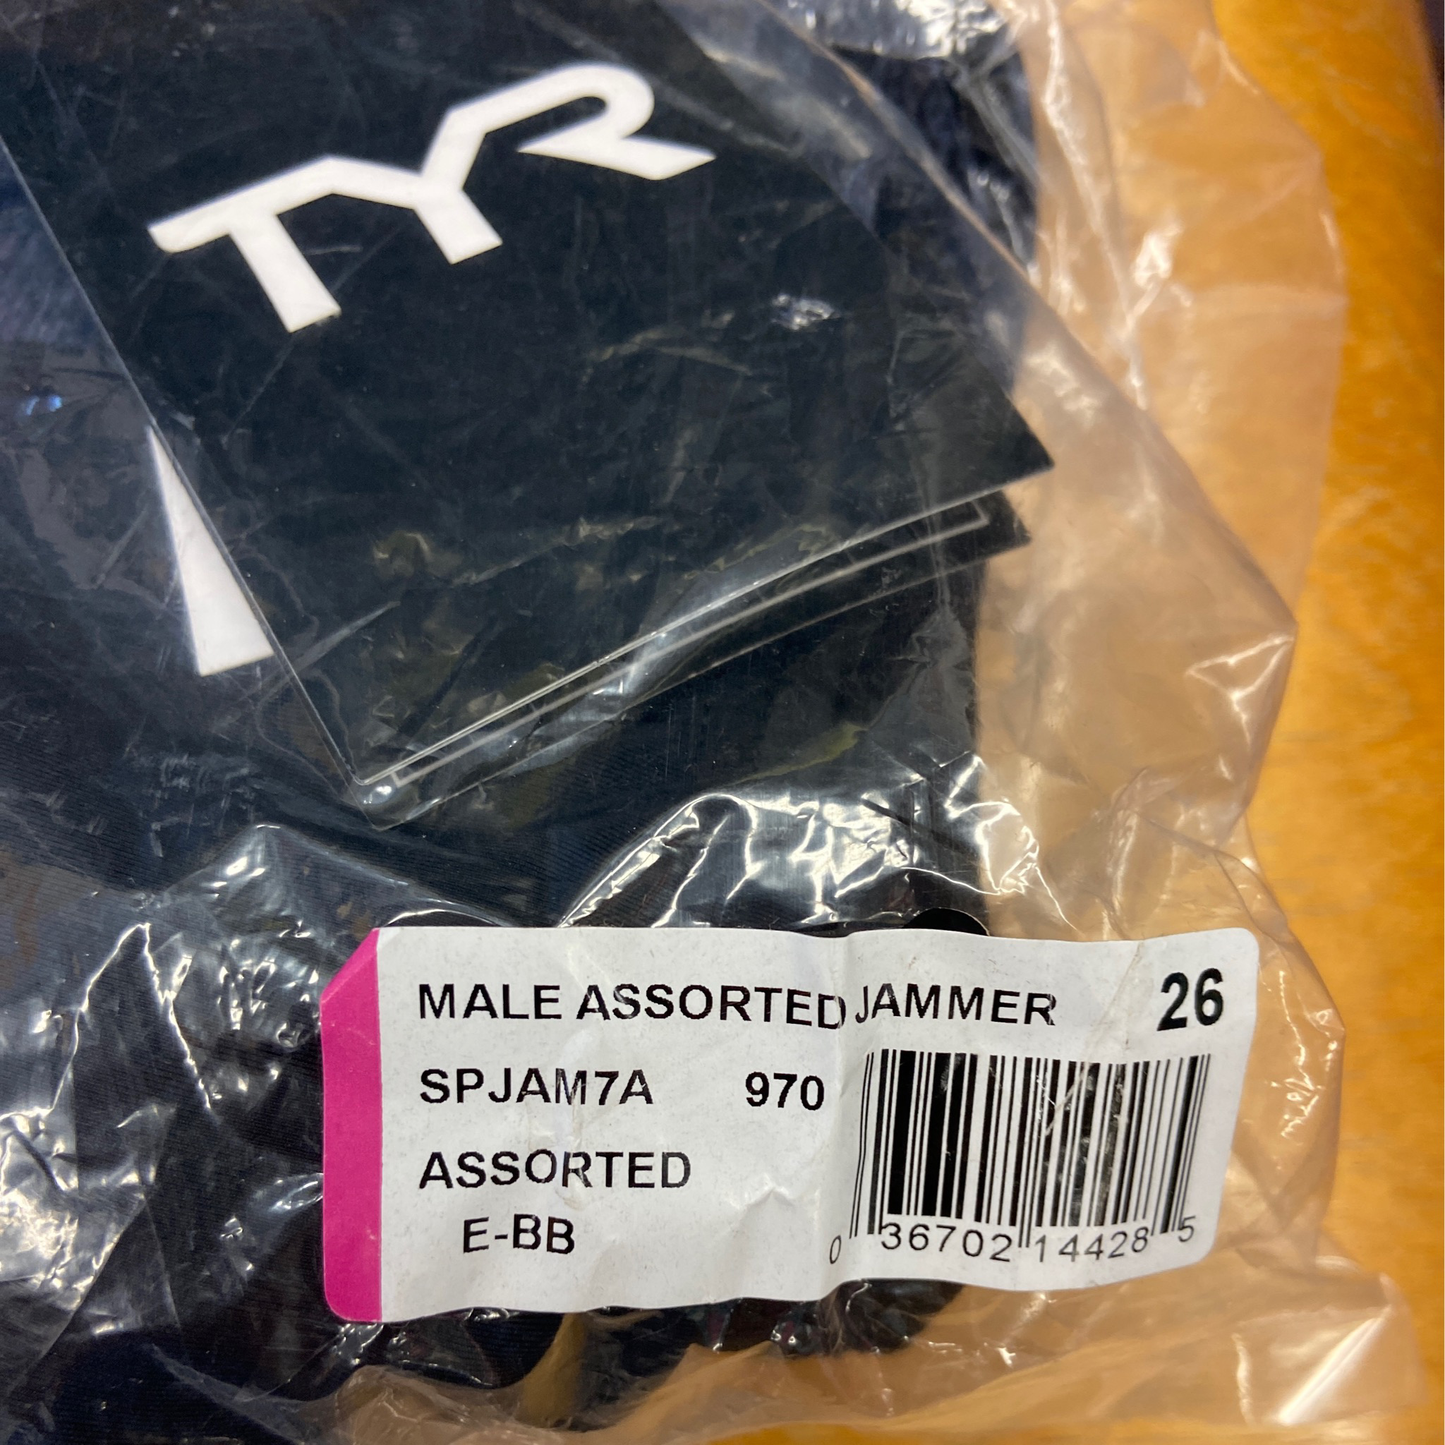 TYR
MALE ASSORTED JAMMER 26
SPJAM7A 970
ASSORTED
E-BB
0 36702 14428 5